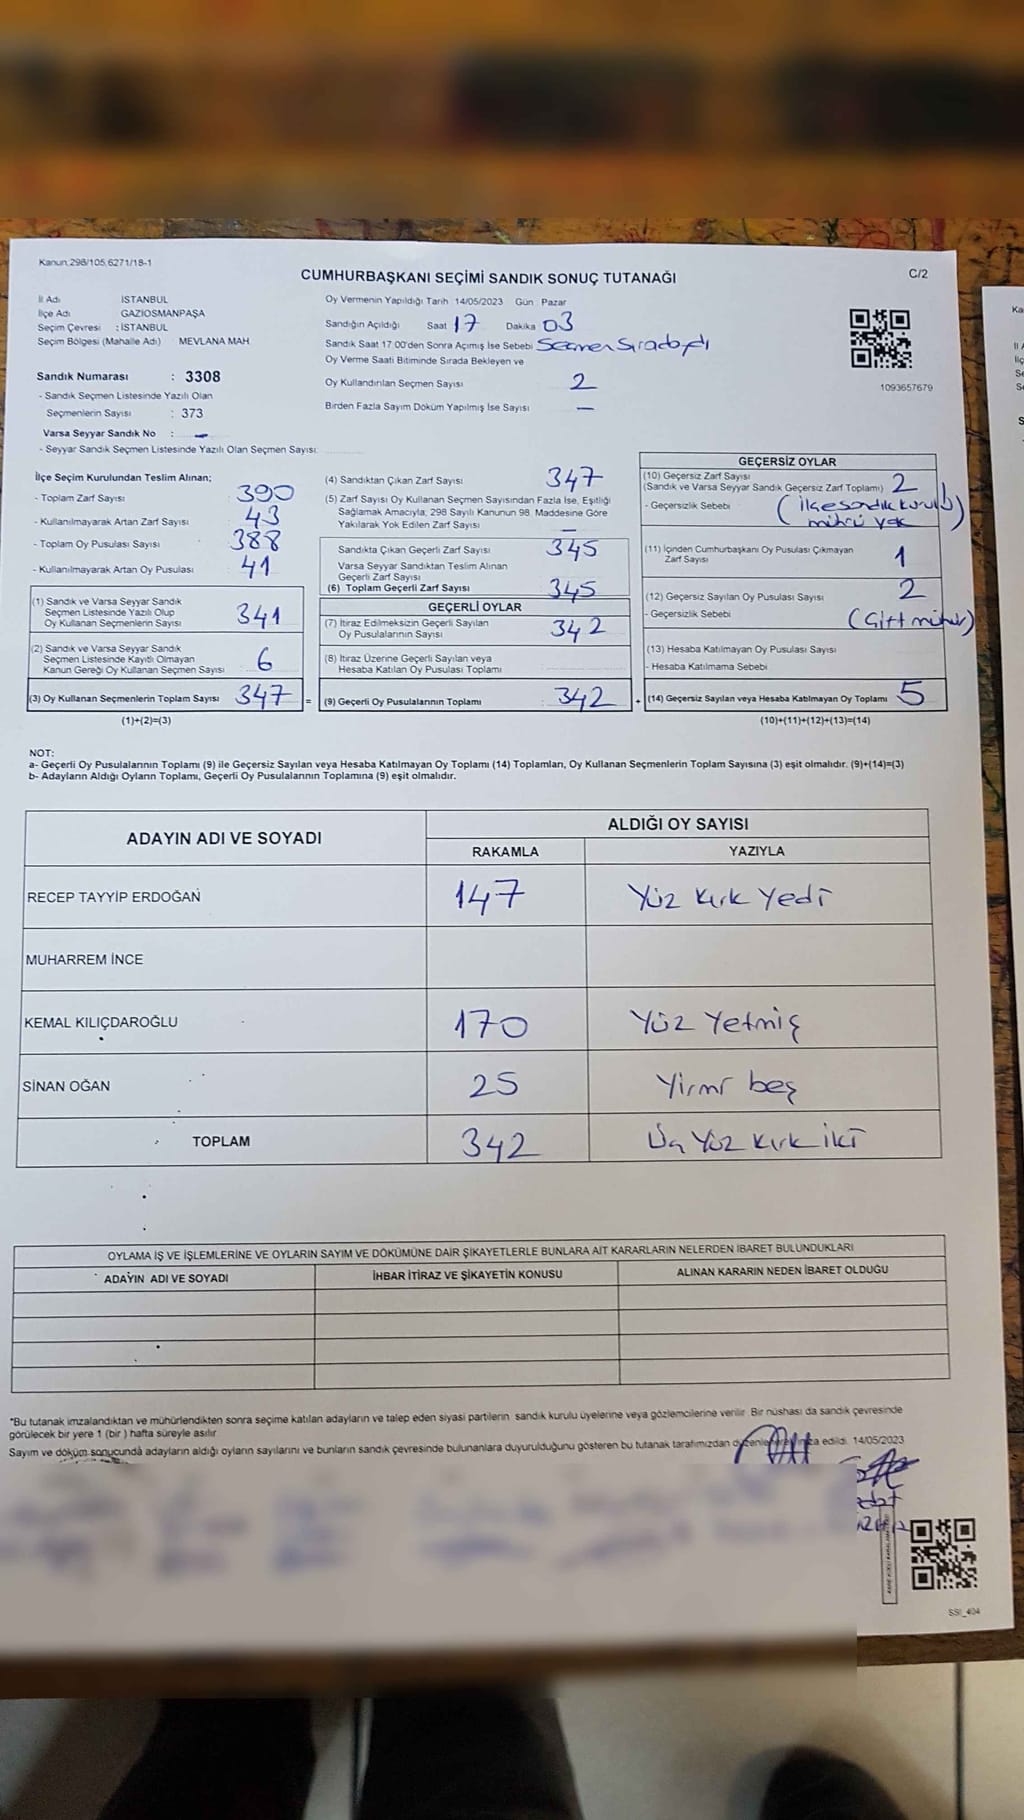 Kanun.298/105,6271/18-1
CUMHURBAŞKANI SEÇİMİ SANDIK SONUÇ TUTANAĞI
C/2
İl Adı İSTANBUL
İlçe Adı GAZİOSMANPAŞA
Seçim Çevresi : İSTANBUL
Seçim Bölgesi (Mahalle Adı) MEVLANA MAH
Sandık Numarası : 3308
- Sandık Seçmen Listesinde Yazılı Olan
Seçmenlerin Sayısı : 373
Varsa Seyyar Sandık No : -
- Seyyar Sandık Seçmen Listesinde Yazılı Olan Seçmen Sayısı:
Oy Vermenin Yapıldığı Tarih 14/05/2023 Gün : Pazar
Sandığın Açıldığı Saat 17 Dakika 03
Sandık Saat 17.00'den Sonra Açımış İse Sebebi Seçmen Sıradaydı
Oy Verme Saati Bitiminde Sırada Bekleyen ve
Oy Kullandırılan Seçmen Sayısı 2
Birden Fazla Sayım Döküm Yapılmış İse Sayısı -
1093657679
İlçe Seçim Kurulundan Teslim Alınan;
- Toplam Zarf Sayısı 390
- Kullanılmayarak Artan Zarf Sayısı 43
- Toplam Oy Pusulası Sayısı 388
- Kullanılmayarak Artan Oy Pusulası 41
(1) Sandık ve Varsa Seyyar Sandık
Seçmen Listesinde Yazılı Olup
Oy Kullanan Seçmenlerin Sayısı 341
(2) Sandık ve Varsa Seyyar Sandık
Seçmen Listesinde Kayıtlı Olmayan
Kanun Gereği Oy Kullanan Seçmen Sayısı 6
(3) Oy Kullanan Seçmenlerin Toplam Sayısı 347 =
(1)+(2)=(3)
(4) Sandıktan Çıkan Zarf Sayısı 347
(5) Zarf Sayısı Oy Kullanan Seçmen Sayısından Fazla İse, Eşitliği
Sağlamak Amacıyla; 298 Sayılı Kanunun 98. Maddesine Göre
Yakılarak Yok Edilen Zarf Sayısı -
Sandıkta Çıkan Geçerli Zarf Sayısı 345
Varsa Seyyar Sandıktan Teslim Alınan
Geçerli Zarf Sayısı
(6) Toplam Geçerli Zarf Sayısı 345
GEÇERLİ OYLAR
(7) İtiraz Edilmeksizin Geçerli Sayılan
Oy Pusulalarının Sayısı 342
(8) İtiraz Üzerine Geçerli Sayılan veya
Hesaba Katılan Oy Pusulası Toplamı
(9) Geçerli Oy Pusulalarının Toplamı 342 +
GEÇERSİZ OYLAR
(10) Geçersiz Zarf Sayısı
(Sandık ve Varsa Seyyar Sandık Geçersiz Zarf Toplamı) 2
- Geçersizlik Sebebi (İlçe sandık kurulu
mührü yok)
(11) İçinden Cumhurbaşkanı Oy Pusulası Çıkmayan
Zarf Sayısı 1
(12) Geçersiz Sayılan Oy Pusulası Sayısı 2
- Geçersizlik Sebebi (Çift mühür)
(13) Hesaba Katılmayan Oy Pusulası Sayısı
- Hesaba Katılmama Sebebi
(14) Geçersiz Sayılan veya Hesaba Katılmayan Oy Toplamı 5
(10)+(11)+(12)+(13)=(14)
NOT:
a- Geçerli Oy Pusulalarının Toplamı (9) ile Geçersiz Sayılan veya Hesaba Katılmayan Oy Toplamı (14) Toplamları, Oy Kullanan Seçmenlerin Toplam Sayısına (3) eşit olmalıdır. (9)+(14)=(3)
b- Adayların Aldığı Oyların Toplamı, Geçerli Oy Pusulalarının Toplamına (9) eşit olmalıdır.
ADAYIN ADI VE SOYADI ALDIĞI OY SAYISI
RAKAMLA YAZIYLA
RECEP TAYYİP ERDOĞAN 147 Yüz Kırk Yedi
MUHARREM İNCE
KEMAL KILIÇDAROĞLU 170 Yüz Yetmiş
SİNAN OĞAN 25 Yirmi beş
TOPLAM 342 Üç Yüz Kırk İki
OYLAMA İŞ VE İŞLEMLERİNE VE OYLARIN SAYIM VE DÖKÜMÜNE DAİR ŞİKAYETLERLE BUNLARA AİT KARARLARIN NELERDEN İBARET BULUNDUKLARI
ADAYIN ADI VE SOYADI İHBAR İTİRAZ VE ŞİKAYETİN KONUSU ALINAN KARARIN NEDEN İBARET OLDUĞU
*Bu tutanak imzalandıktan ve mühürlendikten sonra seçime katılan adayların ve talep eden siyasi partilerin sandık kurulu üyelerine veya gözlemcilerine verilir. Bir nüshası da sandık çevresinde
görülecek bir yere 1 (bir) hafta süreyle asılır.
Sayım ve döküm sonucunda adayların aldığı oyların sayılarını ve bunların sandık çevresinde bulunanlara duyurulduğunu gösteren bu tutanak tarafımızdan düzenlenerek imza edildi. 14/05/2023
SSI_404